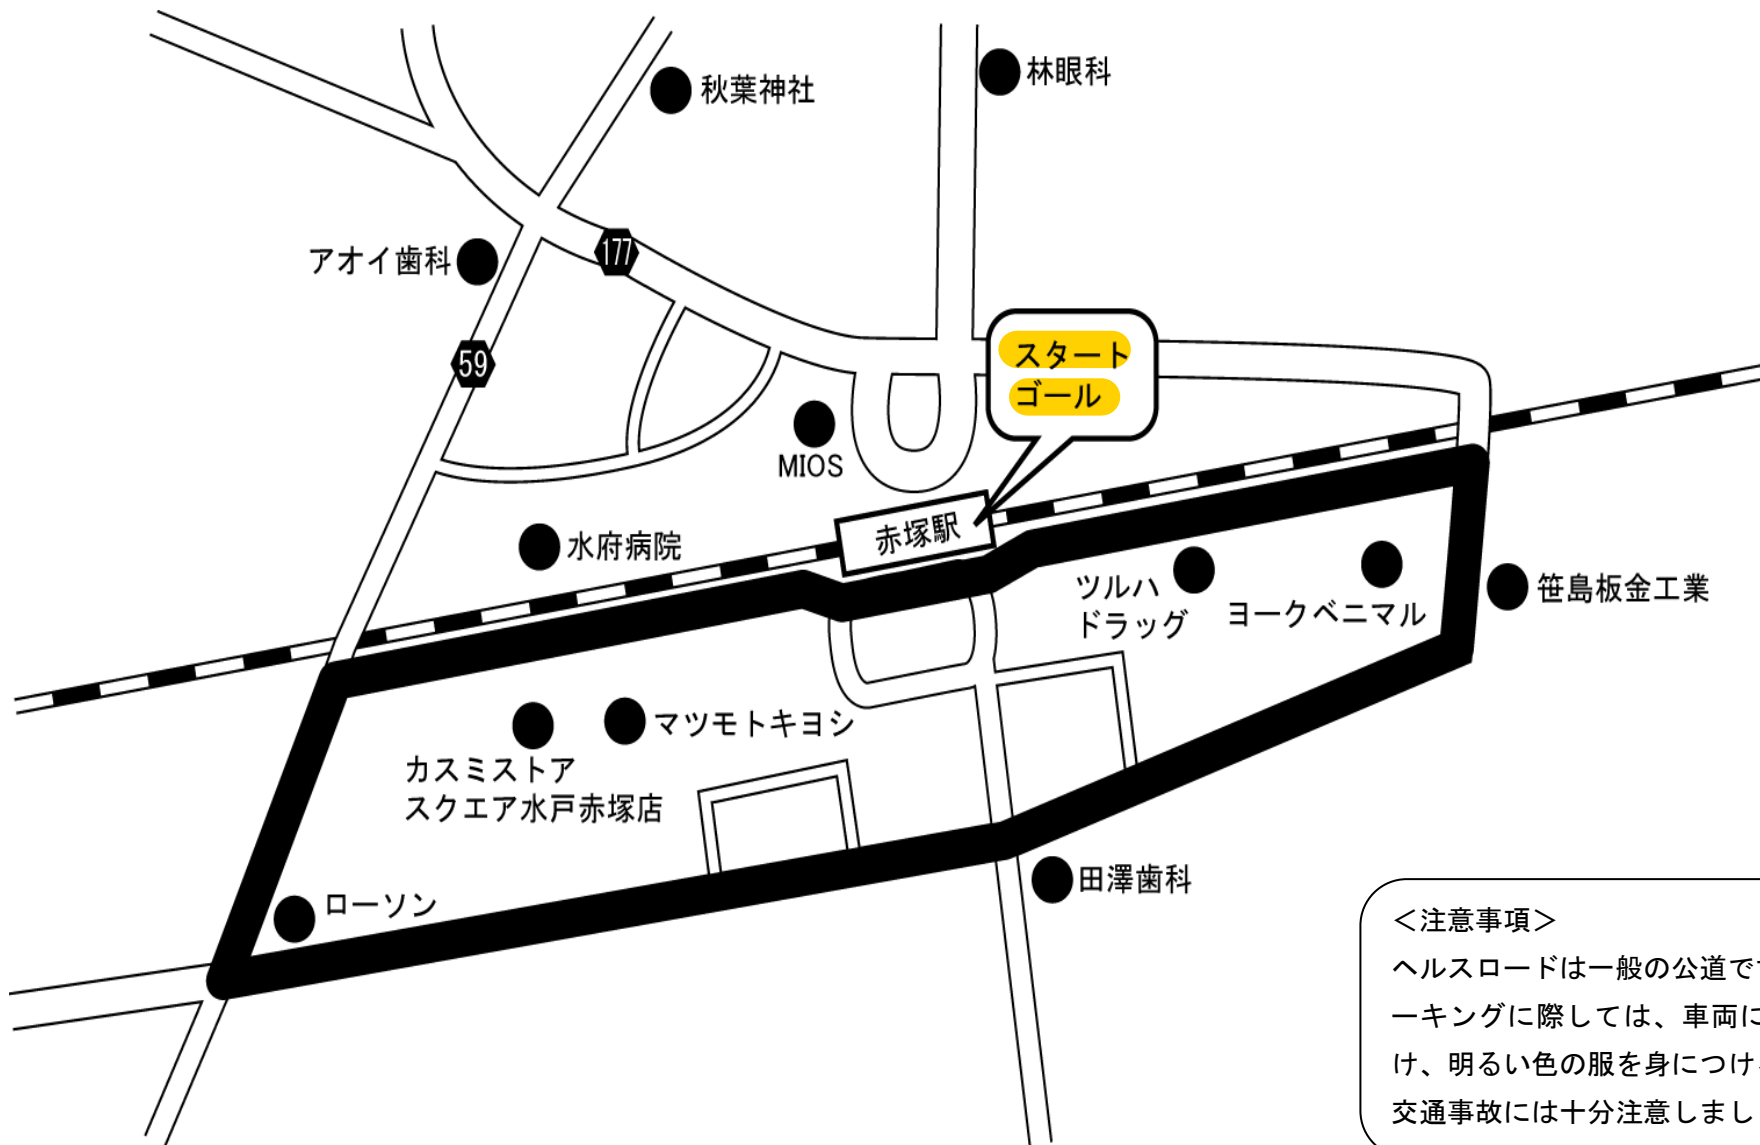 秋葉神社
林眼科
アオイ歯科
177
59
スタート
ゴール
MIOS
赤塚駅
水府病院
ツルハ
ドラッグ
ヨークベニマル
笹島板金工業
マツモトキヨシ
カスミストア
スクエア水戸赤塚店
ローソン
田澤歯科
＜注意事項＞
ヘルスロードは一般の公道で
ーキングに際しては、車両に
け、明るい色の服を身につけ
交通事故には十分注意しまし